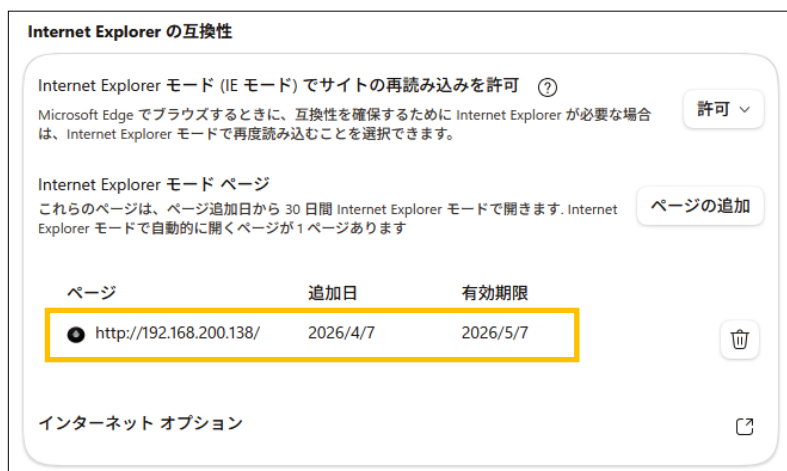 Internet Explorer の互換性
Internet Explorer モード (IE モード) でサイトの再読み込みを許可
Microsoft Edge でブラウズするときに、互換性を確保するために Internet Explorer が必要な場合
は、Internet Explorer モードで再度読み込むことを選択できます。
許可
Internet Explorer モード ページ
これらのページは、ページ追加日から 30 日間 Internet Explorer モードで開きます. Internet
Explorer モードで自動的に開くページが 1 ページあります
ページの追加
ページ 追加日 有効期限
http://192.168.200.138/ 2026/4/7 2026/5/7
インターネット オプション